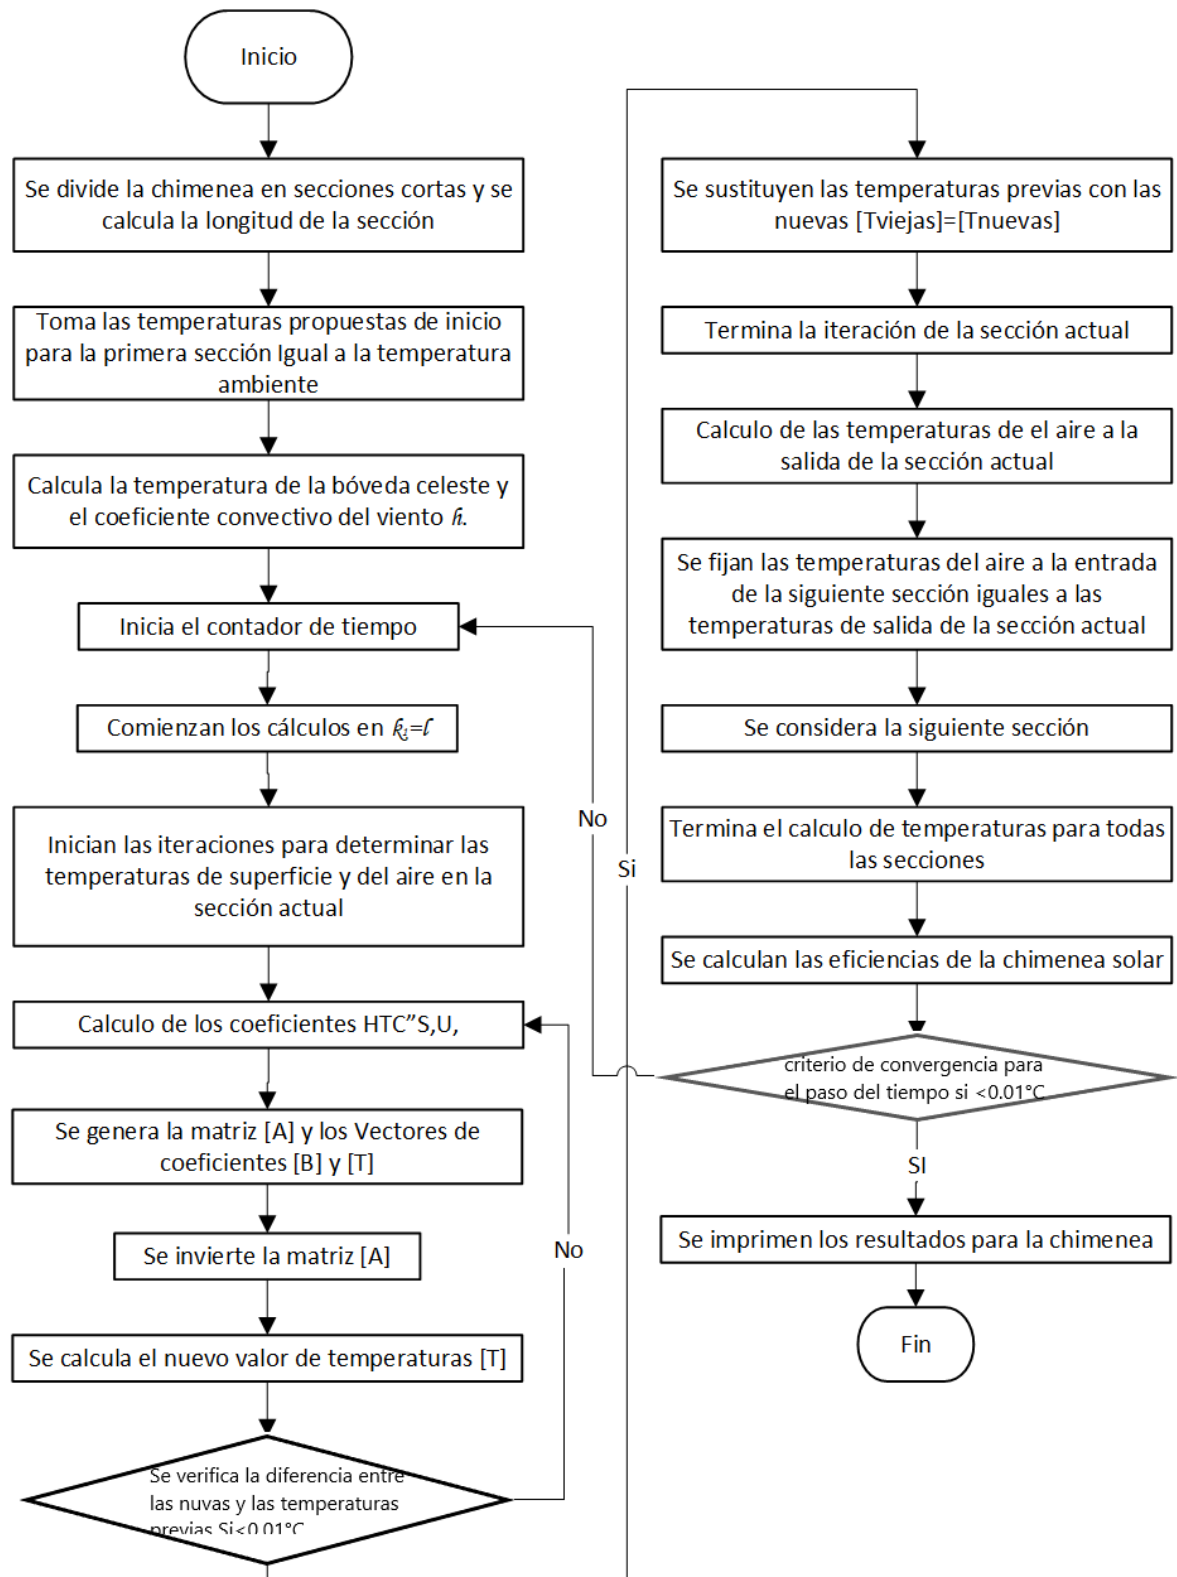 Inicio
Se divide la chimenea en secciones cortas y se
calcula la longitud de la sección
Toma las temperaturas propuestas de inicio
para la primera sección Igual a la temperatura
ambiente
Calcula la temperatura de la bóveda celeste y
el coeficiente convectivo del viento h.
Inicia el contador de tiempo
Comienzan los cálculos en
Inician las iteraciones para determinar las
temperaturas de superficie y del aire en la
sección actual
Calculo de los coeficientes HTC”S,U,
Se genera la matriz [A] y los Vectores de
coeficientes [B] y [T]
Se invierte la matriz [A]
Se calcula el nuevo valor de temperaturas [T]
Se verifica la diferencia entre
las nuvas y las temperaturas
previas Si<0.01°C
No
Si
Se sustituyen las temperaturas previas con las
nuevas [Tviejas]=[Tnuevas]
Termina la iteración de la sección actual
Calculo de las temperaturas de el aire a la
salida de la sección actual
Se fijan las temperaturas del aire a la entrada
de la siguiente sección iguales a las
temperaturas de salida de la sección actual
Se considera la siguiente sección
Termina el calculo de temperaturas para todas
las secciones
Se calculan las eficiencias de la chimenea solar
criterio de convergencia para
el paso del tiempo si <0.01°C
No
SI
Se imprimen los resultados para la chimenea
Fin